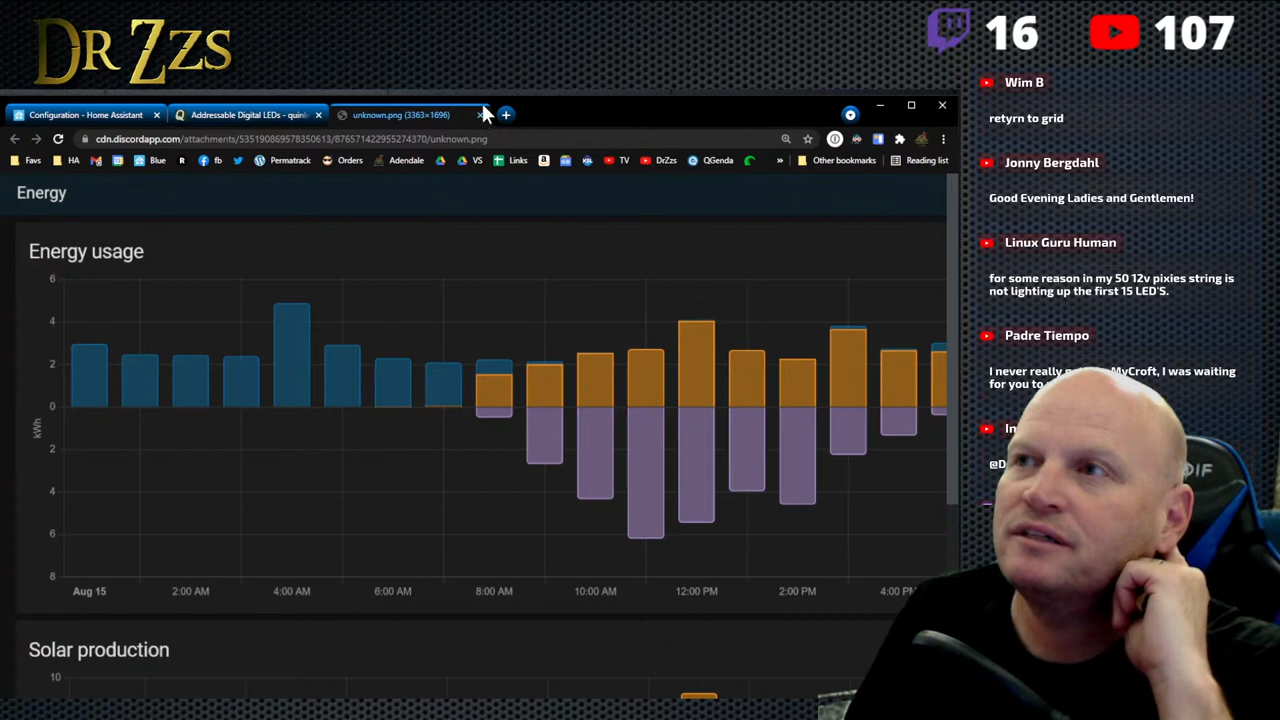 DR ZZS
16
107
Configuration - Home Assistant
Addressable Digital LEDs - quinl
unknown.png (3363×1696)
cdn.discordapp.com/attachments/535190869578350613/876571422955274370/unknown.png
Favs
HA
Blue
R
fb
Permatrack
Orders
Adendale
VS
Links
TV
DrZzs
QGenda
»
Other bookmarks
Reading list
Energy
Energy usage
6
4
2
0
2
4
6
8
kWh
Aug 15
2:00 AM
4:00 AM
6:00 AM
8:00 AM
10:00 AM
12:00 PM
2:00 PM
4:00 PM
Solar production
10
Wim B
retyrn to grid
Jonny Bergdahl
Good Evening Ladies and Gentlemen!
Linux Guru Human
for some reason in my 50 12v pixies string is
not lighting up the first 15 LED'S.
Padre Tiempo
I never really
MyCroft, I was waiting
for you to
DIF